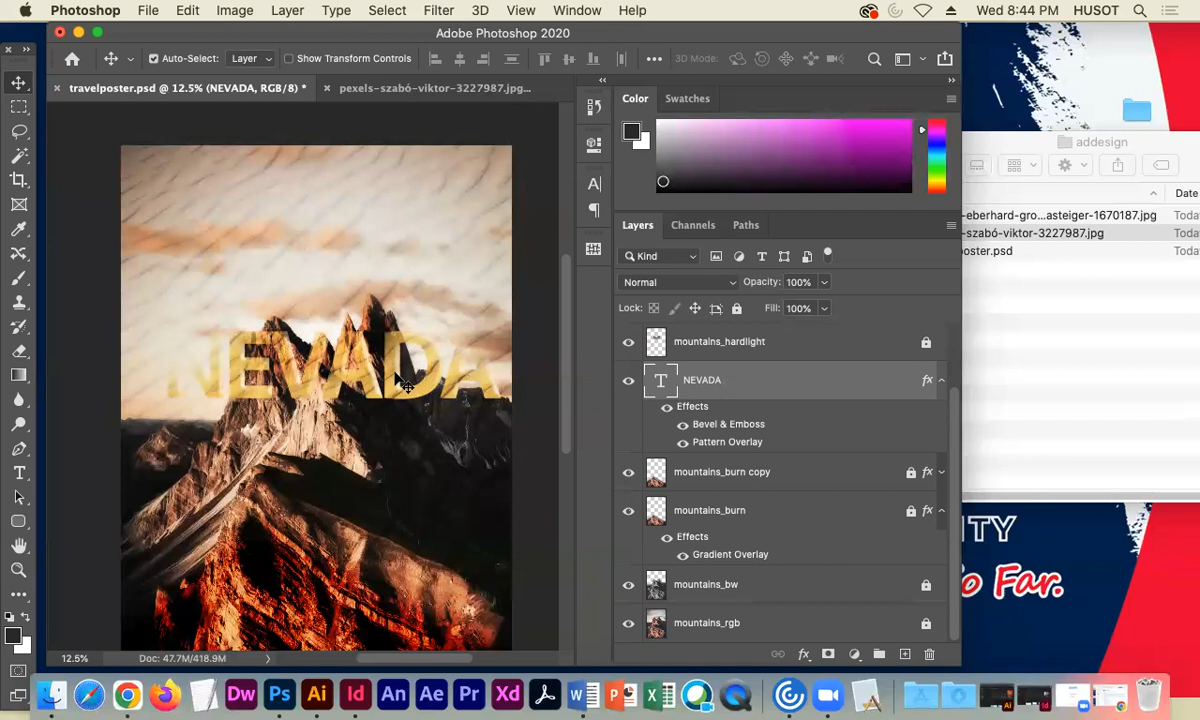 Photoshop File Edit Image Layer Type Select Filter 3D View Window Help Wed 8:44 PM HUSOT
Adobe Photoshop 2020
Auto-Select: Layer Show Transform Controls 3D Mode:
travelposter.psd @ 12.5% (NEVADA, RGB/8) * pexels-szabó-viktor-3227987.jpg...
Color Swatches
addesign
Date
-eberhard-gro...asteiger-1670187.jpg Toda
-szabó-viktor-3227987.jpg Toda
oster.psd Toda
Layers Channels Paths
Kind
Normal Opacity: 100%
Lock: Fill: 100%
mountains_hardlight
NEVADA
T NEVADA fx
Effects
Bevel & Emboss
Pattern Overlay
mountains_burn copy fx
mountains_burn fx
Effects
Gradient Overlay
mountains_bw
mountains_rgb
ITY
o Far.
12.5% Doc: 47.7M/418.9M
Dw Ps Ai Id An Ae Pr Xd W P X